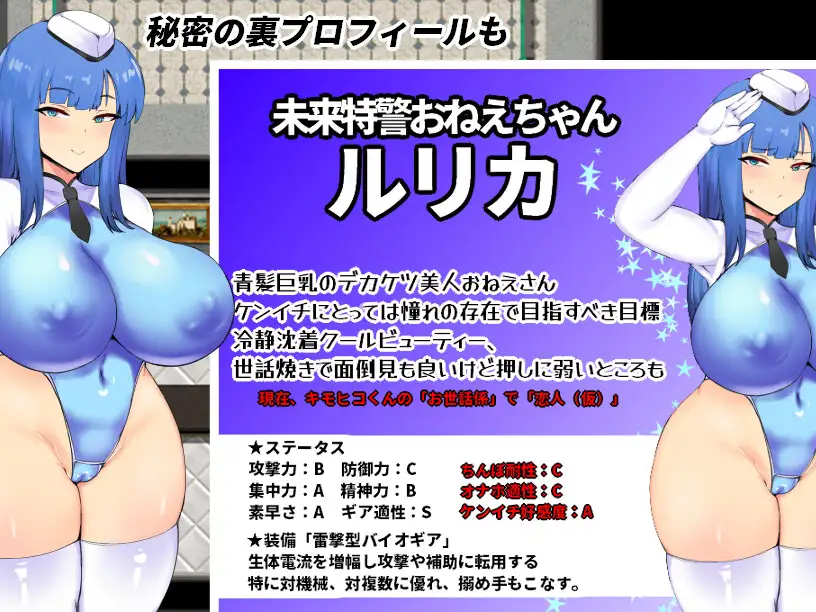 秘密の裏プロフィールも
未来特警おねえちゃん
ルリカ
青髪巨乳のデカケツ美人おねえさん
ケンイチにとっては憧れの存在で目指すべき目標
冷静沈着クールビューティー、
世話焼きで面倒見も良いけど押しに弱いところも
現在、キモヒコくんの「お世話係」で「恋人（仮）」
★ステータス
攻撃力：B 防御力：C ちんぽ耐性：C
集中力：A 精神力：B オナホ適性：C
素早さ：A ギア適性：S ケンイチ好感度：A
★装備「雷撃型バイオギア」
生体電流を増幅し攻撃や補助に転用する
特に対機械、対複数に優れ、搦め手もこなす。